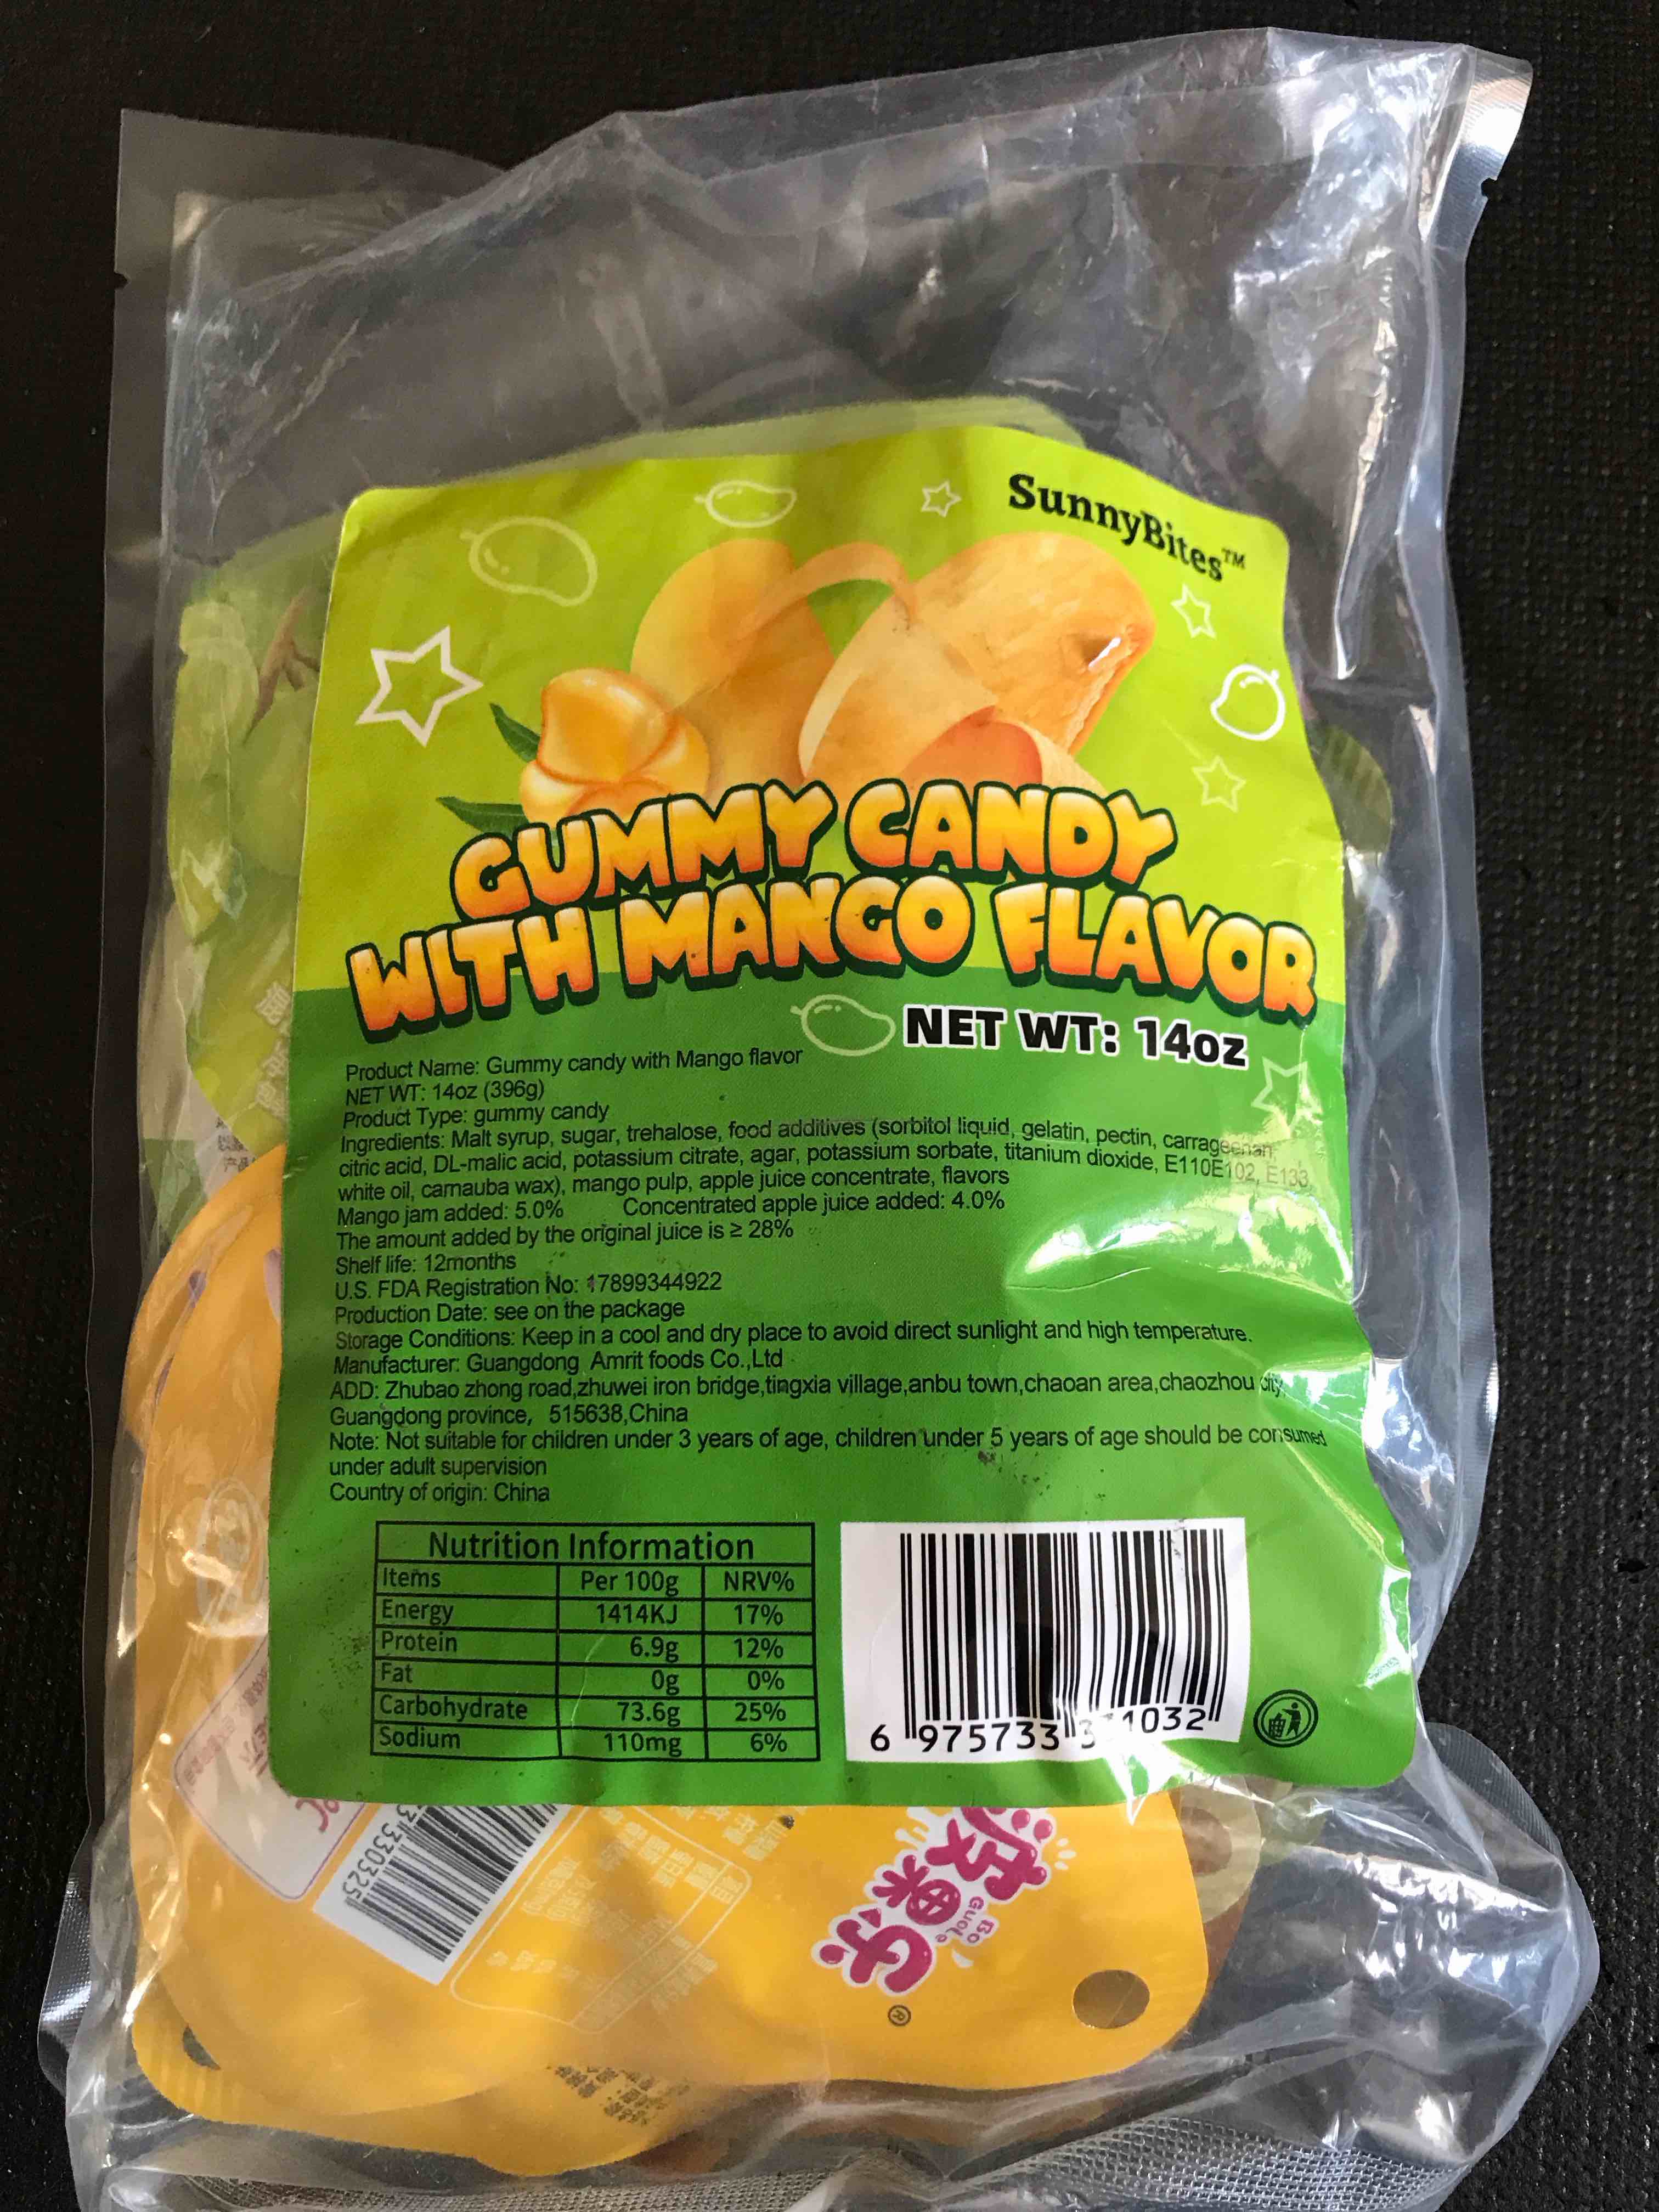 SunnyBites™
GUMMY CANDY
WITH MANGO FLAVOR
NET WT: 14oz
Product Name: Gummy candy with Mango flavor
NET WT: 14oz (396g)
Product Type: gummy candy
Ingredients: Malt syrup, sugar, trehalose, food additives (sorbitol liquid, gelatin, pectin, carrageenan,
citric acid, DL-malic acid, potassium citrate, agar, potassium sorbate, titanium dioxide, E110E102, E133,
white oil, carnauba wax), mango pulp, apple juice concentrate, flavors
Mango jam added: 5.0% Concentrated apple juice added: 4.0%
The amount added by the original juice is ≥ 28%
Shelf life: 12months
U.S. FDA Registration No: 17899344922
Production Date: see on the package
Storage Conditions: Keep in a cool and dry place to avoid direct sunlight and high temperature.
Manufacturer: Guangdong Amrit foods Co.,Ltd
ADD: Zhubao zhong road,zhuwei iron bridge,tingxia village,anbu town,chaoan area,chaozhou city,
Guangdong province, 515638,China
Note: Not suitable for children under 3 years of age, children under 5 years of age should be consumed
under adult supervision
Country of origin: China
Nutrition Information
Items Per 100g NRV%
Energy 1414KJ 17%
Protein 6.9g 12%
Fat 0g 0%
Carbohydrate 73.6g 25%
Sodium 110mg 6%
6 975733 1032
330325
果乐
BO GUOLE
®